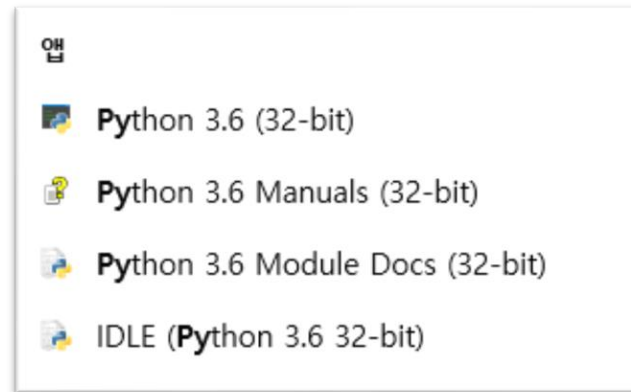 앱
Python 3.6 (32-bit)
Python 3.6 Manuals (32-bit)
Python 3.6 Module Docs (32-bit)
IDLE (Python 3.6 32-bit)